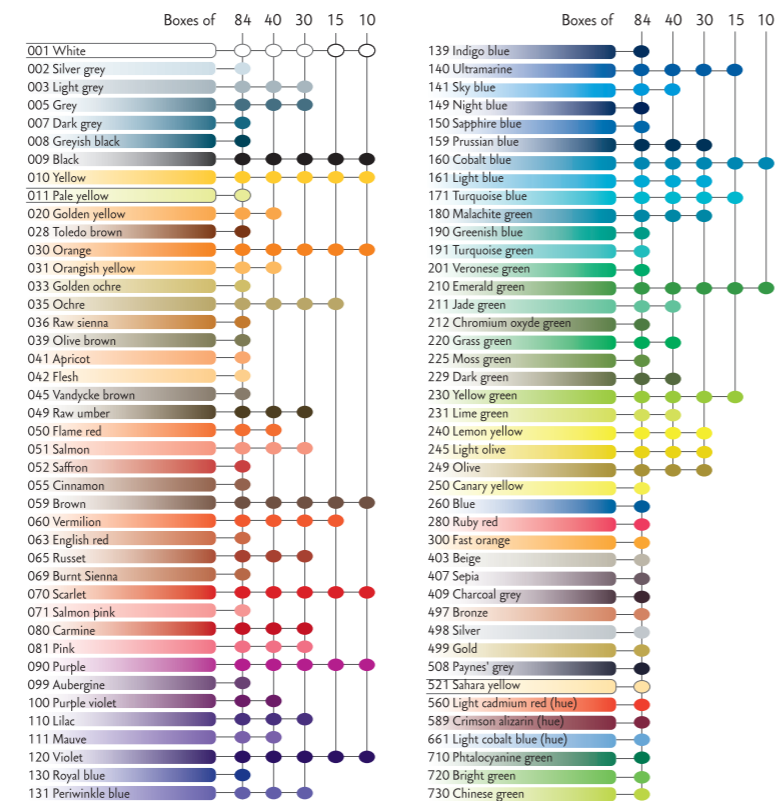 Boxes of 84 40 30 15 10
001 White
002 Silver grey
003 Light grey
005 Grey
007 Dark grey
008 Greyish black
009 Black
010 Yellow
011 Pale yellow
020 Golden yellow
028 Toledo brown
030 Orange
031 Orangish yellow
033 Golden ochre
035 Ochre
036 Raw sienna
039 Olive brown
041 Apricot
042 Flesh
045 Vandycke brown
049 Raw umber
050 Flame red
051 Salmon
052 Saffron
055 Cinnamon
059 Brown
060 Vermilion
063 English red
065 Russet
069 Burnt Sienna
070 Scarlet
071 Salmon pink
080 Carmine
081 Pink
090 Purple
099 Aubergine
100 Purple violet
110 Lilac
111 Mauve
120 Violet
130 Royal blue
131 Periwinkle blue
Boxes of 84 40 30 15 10
139 Indigo blue
140 Ultramarine
141 Sky blue
149 Night blue
150 Sapphire blue
159 Prussian blue
160 Cobalt blue
161 Light blue
171 Turquoise blue
180 Malachite green
190 Greenish blue
191 Turquoise green
201 Veronese green
210 Emerald green
211 Jade green
212 Chromium oxyde green
220 Grass green
225 Moss green
229 Dark green
230 Yellow green
231 Lime green
240 Lemon yellow
245 Light olive
249 Olive
250 Canary yellow
260 Blue
280 Ruby red
300 Fast orange
403 Beige
407 Sepia
409 Charcoal grey
497 Bronze
498 Silver
499 Gold
508 Paynes' grey
521 Sahara yellow
560 Light cadmium red (hue)
589 Crimson alizarin (hue)
661 Light cobalt blue (hue)
710 Phtalocyanine green
720 Bright green
730 Chinese green